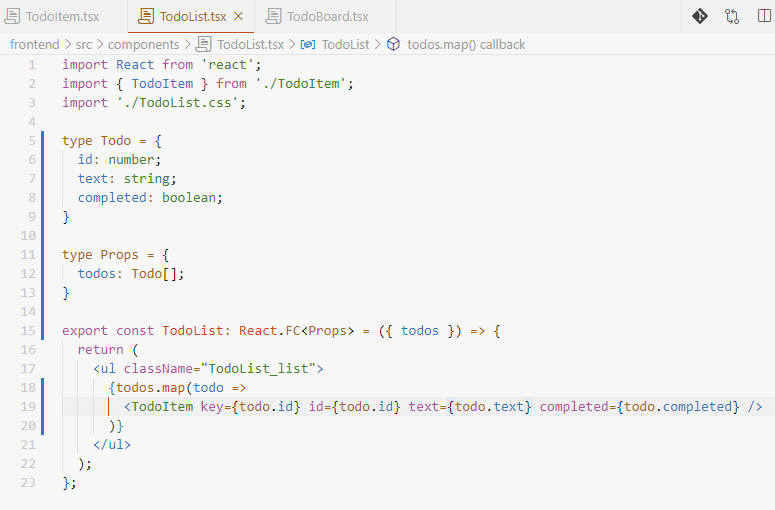 TodoItem.tsx TodoList.tsx TodoBoard.tsx
frontend > src > components > TodoList.tsx > TodoList > todos.map() callback
1 import React from 'react';
2 import { TodoItem } from './TodoItem';
3 import './TodoList.css';
4
5 type Todo = {
6 id: number;
7 text: string;
8 completed: boolean;
9 }
10
11 type Props = {
12 todos: Todo[];
13 }
14
15 export const TodoList: React.FC<Props> = ({ todos }) => {
16 return (
17 <ul className="TodoList_list">
18 {todos.map(todo =>
19 <TodoItem key={todo.id} id={todo.id} text={todo.text} completed={todo.completed} />
20 )}
21 </ul>
22 );
23 };